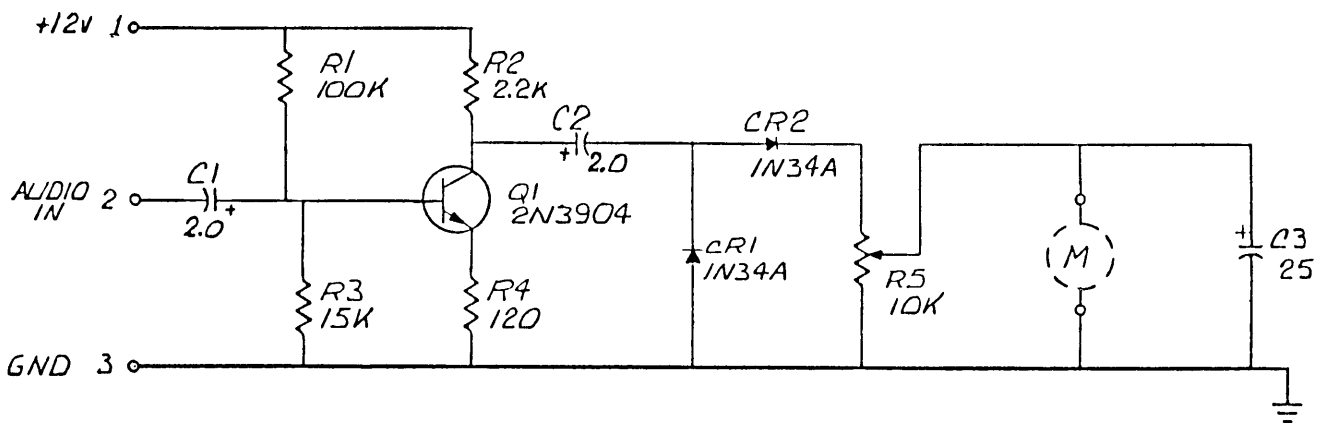 +12V 1
R1
100K
R2
2.2K
C2
+
2.0
CR2
1N34A
AUDIO
IN
2
C1
+
2.0
Q1
2N3904
CR1
1N34A
R5
10K
M
+
C3
25
R3
15K
R4
120
GND 3